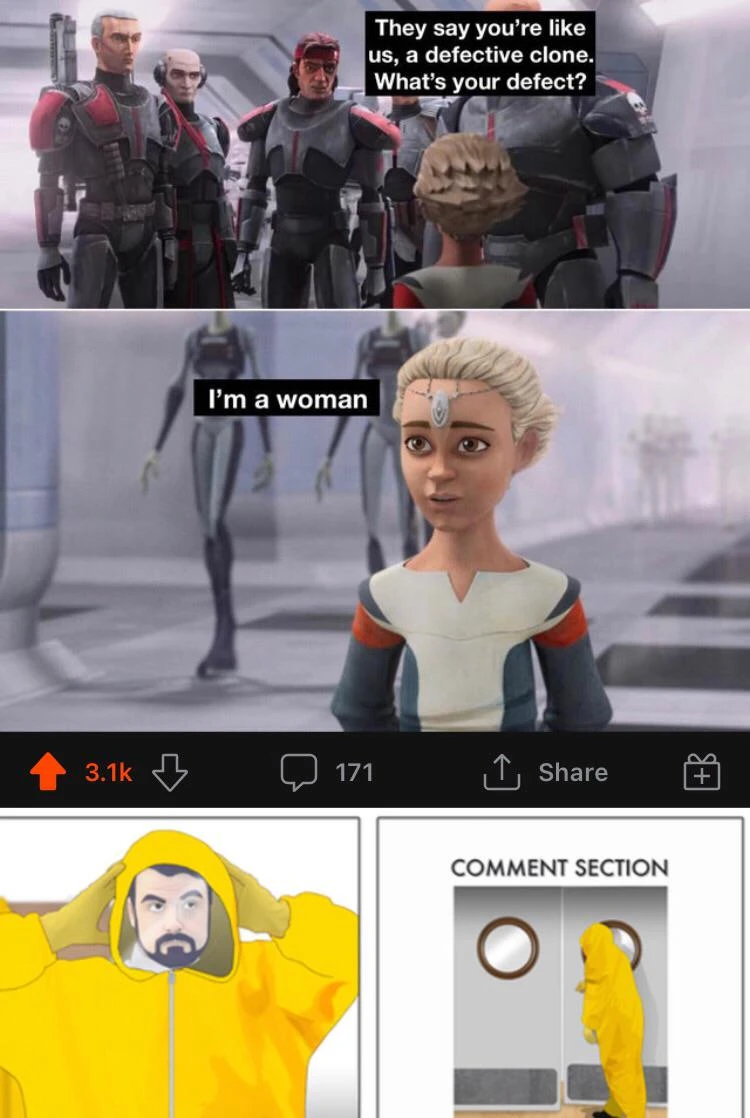 They say you're like
us, a defective clone.
What's your defect?
I'm a woman
3.1k
171
Share
COMMENT SECTION